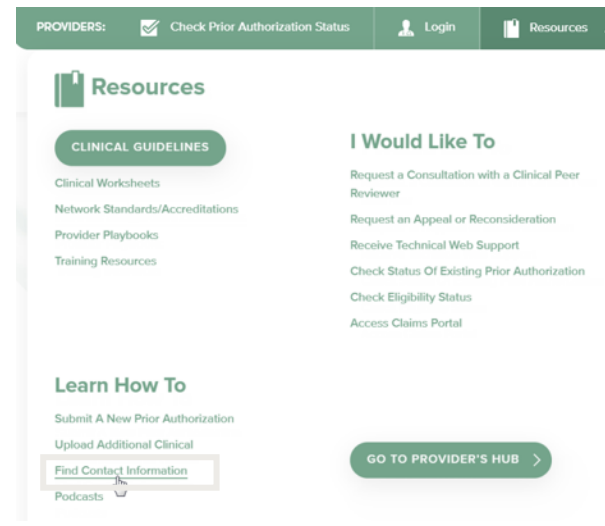 PROVIDERS: Check Prior Authorization Status Login Resources
Resources
CLINICAL GUIDELINES
Clinical Worksheets
Network Standards/Accreditations
Provider Playbooks
Training Resources
I Would Like To
Request a Consultation with a Clinical Peer
Reviewer
Request an Appeal or Reconsideration
Receive Technical Web Support
Check Status Of Existing Prior Authorization
Check Eligibility Status
Access Claims Portal
Learn How To
Submit A New Prior Authorization
Upload Additional Clinical
Find Contact Information
Podcasts
GO TO PROVIDER'S HUB